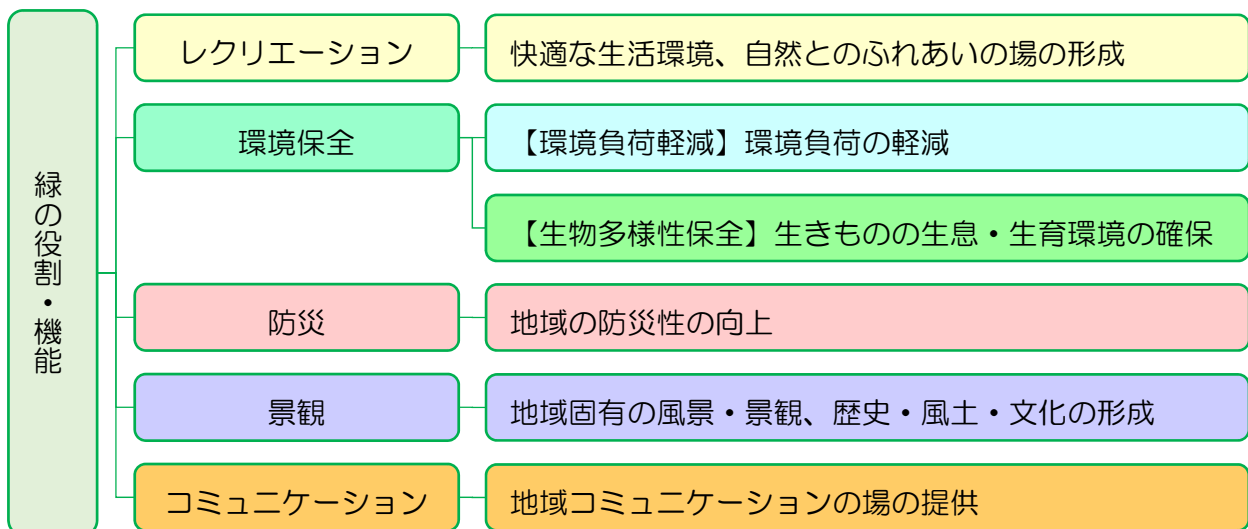 緑の役割・機能
レクリエーション
快適な生活環境、自然とのふれあいの場の形成
環境保全
【環境負荷軽減】環境負荷の軽減
【生物多様性保全】生きものの生息・生育環境の確保
防災
地域の防災性の向上
景観
地域固有の風景・景観、歴史・風土・文化の形成
コミュニケーション
地域コミュニケーションの場の提供